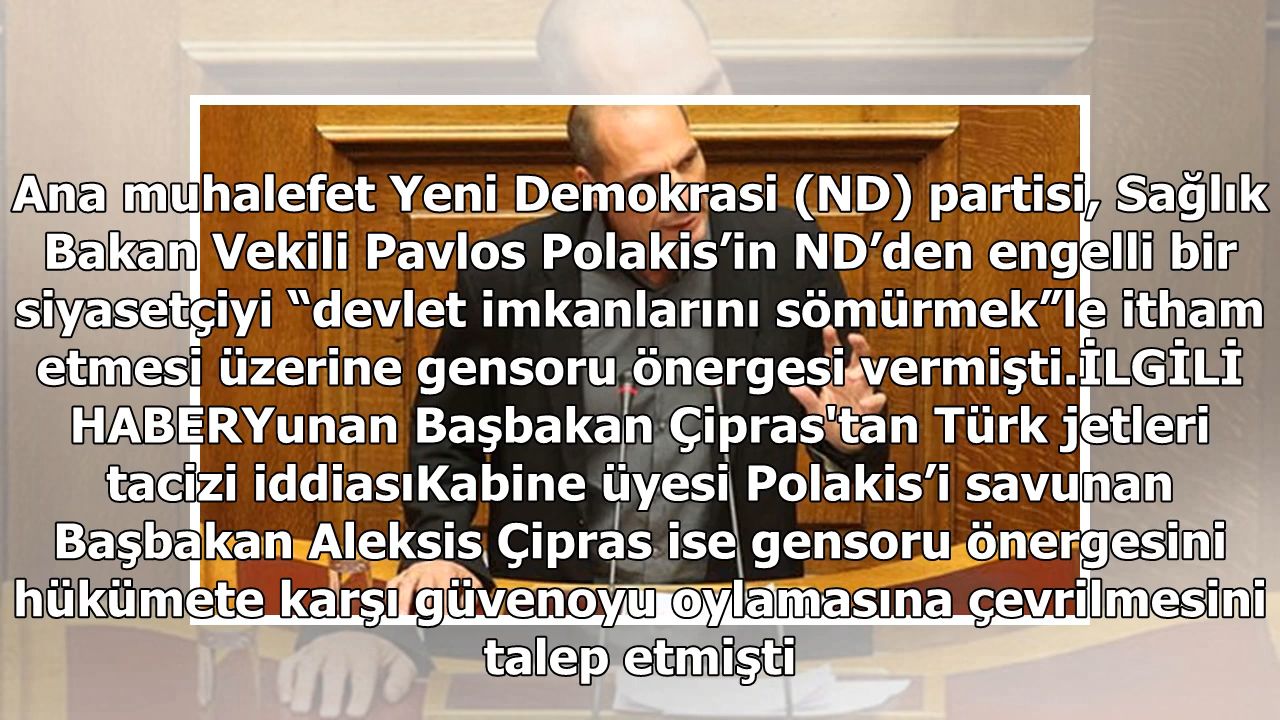 Ana muhalefet Yeni Demokrasi (ND) partisi, Sağlık
Bakan Vekili Pavlos Polakis’in ND’den engelli bir
siyasetçiyi “devlet imkanlarını sömürmek”le itham
etmesi üzerine gensoru önergesi vermişti.İLGİLİ
HABERYunan Başbakan Çipras'tan Türk jetleri
tacizi iddiasıKabine üyesi Polakis’i savunan
Başbakan Aleksis Çipras ise gensoru önergesini
hükümete karşı güvenoyu oylamasına çevrilmesini
talep etmişti